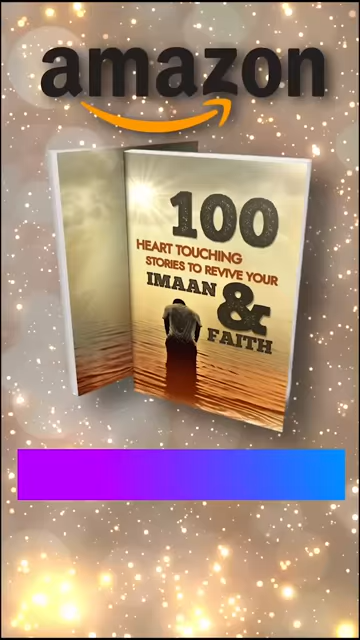 amazon
100
HEART TOUCHING
STORIES TO REVIVE YOUR
IMAAN &
FAITH